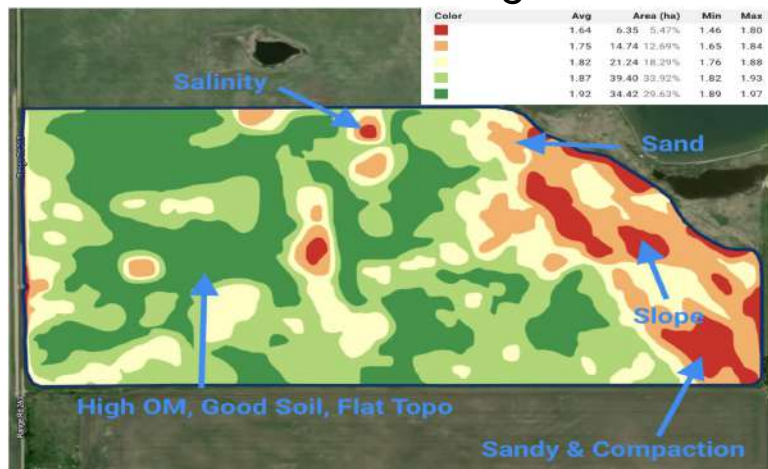 Color Avg Area (ha) Min Max
1.64 6.35 5.47% 1.46 1.80
1.75 14.74 12.69% 1.65 1.84
1.82 21.24 18.29% 1.76 1.88
1.87 39.40 33.92% 1.82 1.93
1.92 34.42 29.63% 1.89 1.97
Salinity
Sand
Slope
High OM, Good Soil, Flat Topo
Sandy & Compaction